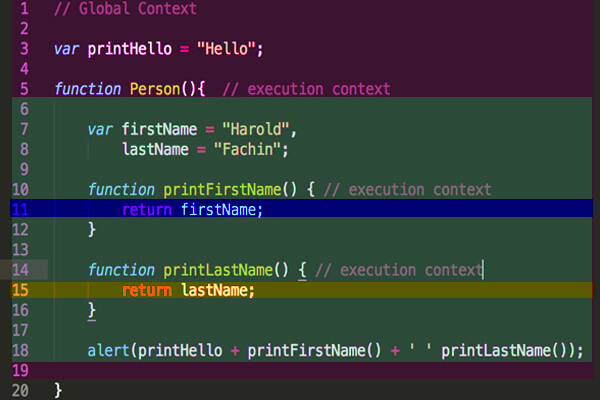 1 // Global Context
2
3 var printHello = "Hello";
4
5 function Person(){ // execution context
6
7 var firstName = "Harold",
8 lastName = "Fachin";
9
10 function printFirstName() { // execution context
11 return firstName;
12 }
13
14 function printLastName() { // execution context
15 return lastName;
16 }
17
18 alert(printHello + printFirstName() + ' ' printLastName());
19
20 }